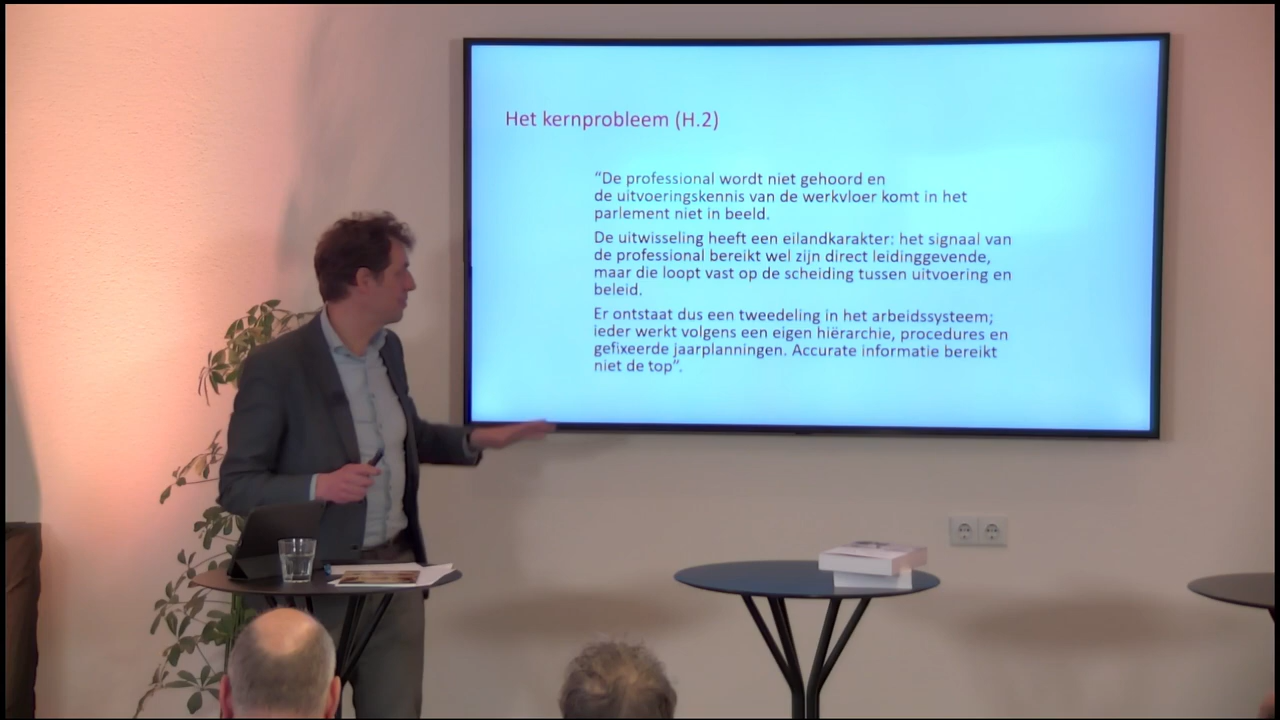 Het kernprobleem (H.2)
“De professional wordt niet gehoord en
de uitvoeringskennis van de werkvloer komt in het
parlement niet in beeld.
De uitwisseling heeft een eilandkarakter: het signaal van
de professional bereikt wel zijn direct leidinggevende,
maar die loopt vast op de scheiding tussen uitvoering en
beleid.
Er ontstaat dus een tweedeling in het arbeidssysteem;
ieder werkt volgens een eigen hiërarchie, procedures en
gefixeerde jaarplanningen. Accurate informatie bereikt
niet de top”.